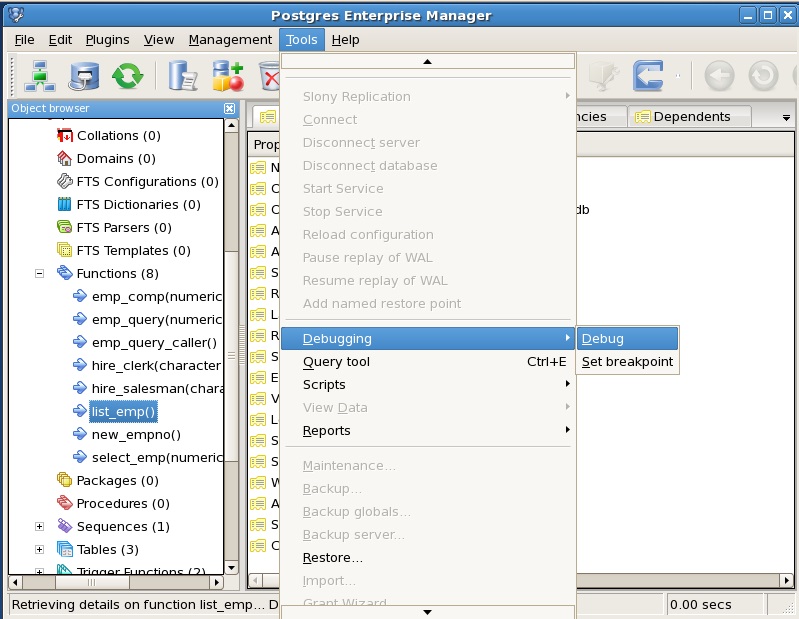 Postgres Enterprise Manager
File Edit Plugins View Management Tools Help
Object browser
Collations (0)
Domains (0)
FTS Configurations (0)
FTS Dictionaries (0)
FTS Parsers (0)
FTS Templates (0)
Functions (8)
emp_comp(numeric
emp_query(numeric
emp_query_caller()
hire_clerk(character
hire_salesman(chara
list_emp()
new_empno()
select_emp(numeric
Packages (0)
Procedures (0)
Sequences (1)
Tables (3)
Trigger Functions (2)
Slony Replication
Connect
Disconnect server
Disconnect database
Start Service
Stop Service
Reload configuration
Pause replay of WAL
Resume replay of WAL
Add named restore point
Debugging
Query tool Ctrl+E
Scripts
View Data
Reports
Maintenance...
Backup...
Backup globals...
Backup server...
Restore...
Import...
Grant Wizard
Debug
Set breakpoint
ncies
Dependents
Prop
N
O
O
A
A
S
R
L
R
S
E
V
L
S
S
W
A
S
C
db
Retrieving details on function list_emp... D
0.00 secs